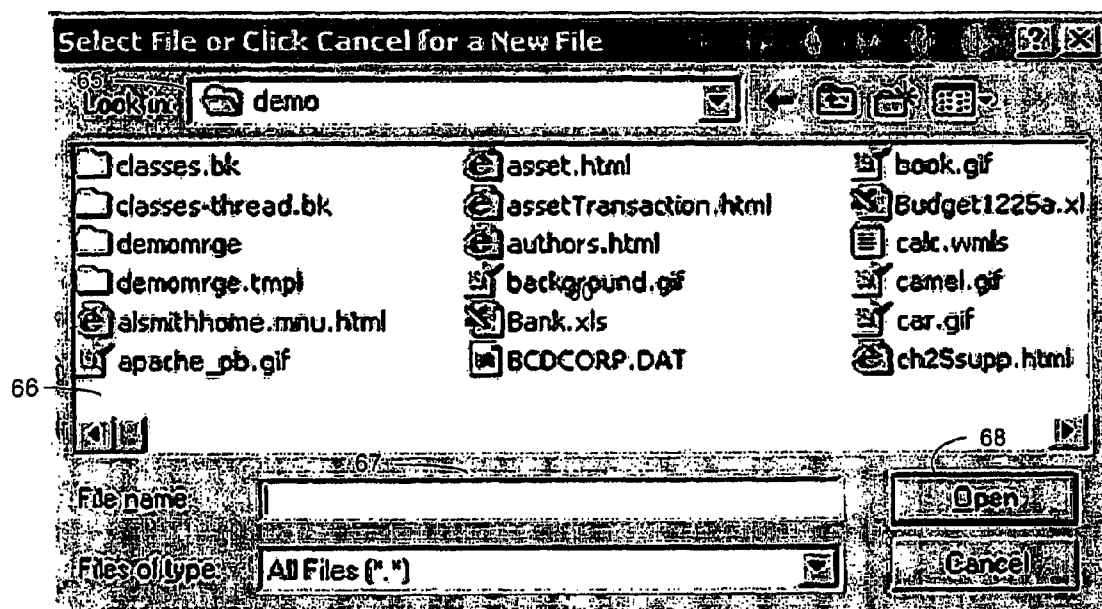 Select File or Click Cancel for a New File
65
Look in: demo
classes.bk
classes-thread.bk
demomrge
demomrge.tmpl
alsmithhome.mnu.html
apache_pb.gif
asset.html
assetTransaction.html
authors.html
background.gif
Bank.xls
BCDCORP.DAT
book.gif
Budget1225a.xl
calc.wmls
camel.gif
car.gif
ch25supp.html
66
67
68
File name
Open
Files of type: All Files (*.*)
Cancel